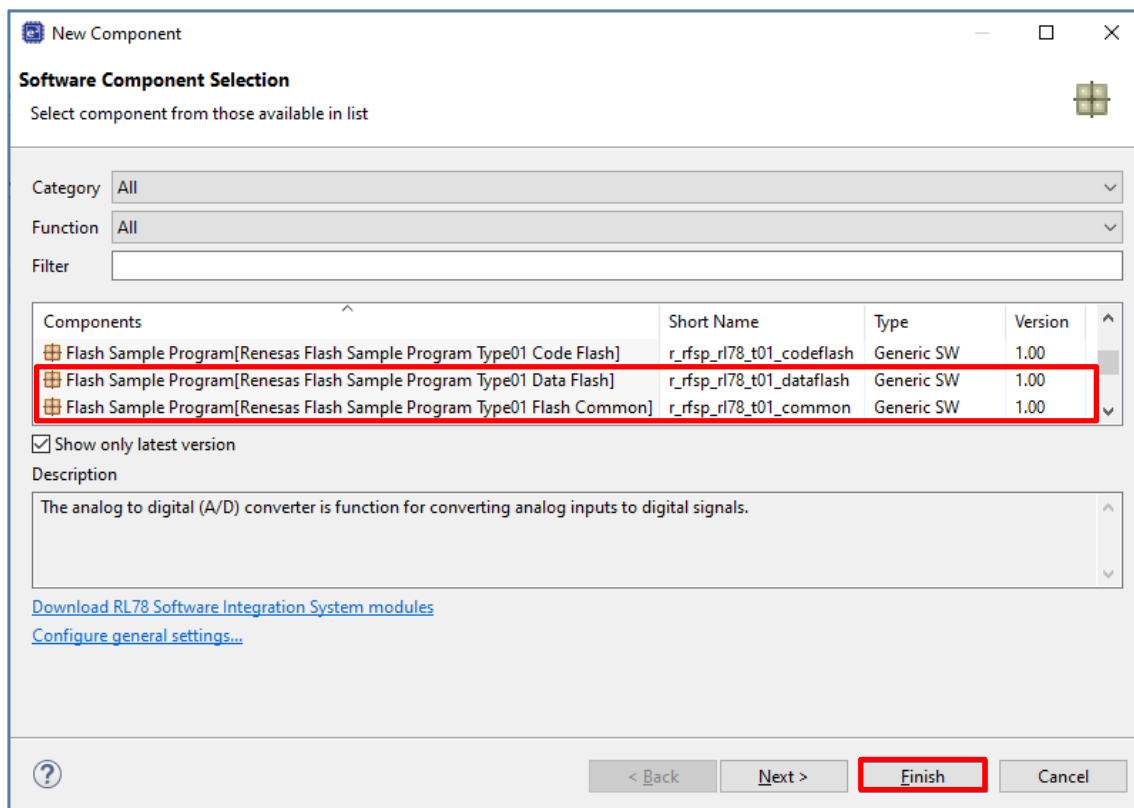 New Component
Software Component Selection
Select component from those available in list
Category All
Function All
Filter
Components Short Name Type Version
Flash Sample Program[Renesas Flash Sample Program Type01 Code Flash] r_rfsp_rl78_t01_codeflash Generic SW 1.00
Flash Sample Program[Renesas Flash Sample Program Type01 Data Flash] r_rfsp_rl78_t01_dataflash Generic SW 1.00
Flash Sample Program[Renesas Flash Sample Program Type01 Flash Common] r_rfsp_rl78_t01_common Generic SW 1.00
Show only latest version
Description
The analog to digital (A/D) converter is function for converting analog inputs to digital signals.
Download RL78 Software Integration System modules
Configure general settings...
? < Back Next > Finish Cancel